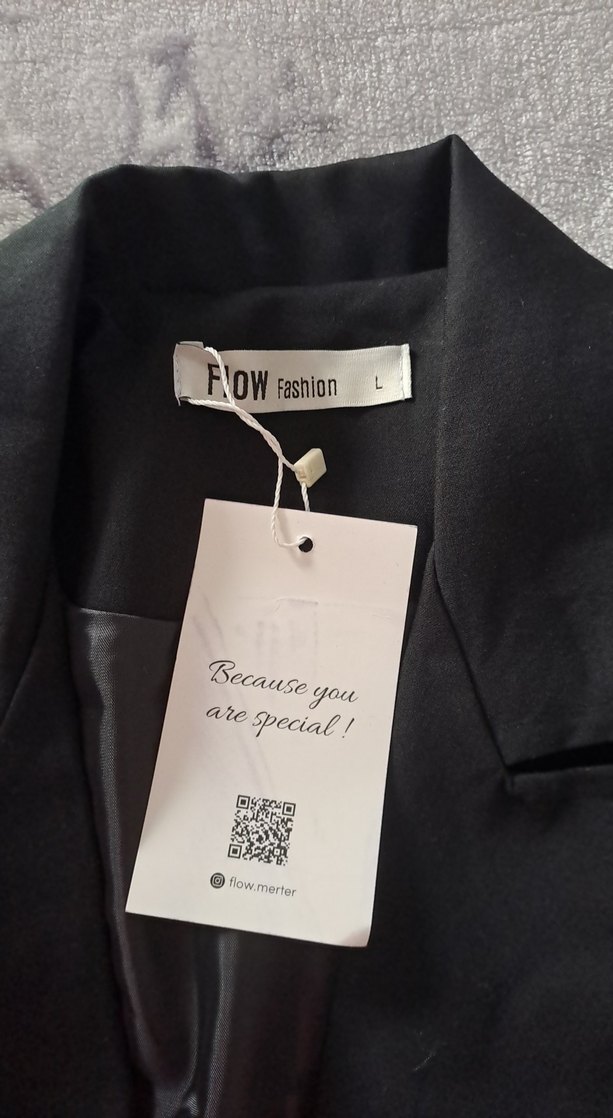 Flow Fashion L
Because you
are special !
flow.merter